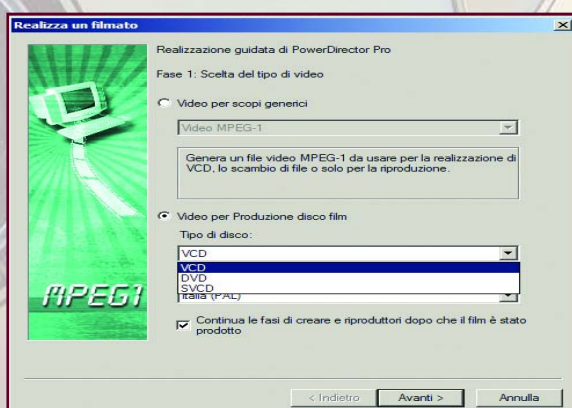 Realizza un filmato
Realizzazione guidata di PowerDirector Pro
Fase 1: Scelta del tipo di video
Video per scopi generici
Video MPEG-1
Genera un file video MPEG-1 da usare per la realizzazione di
VCD, lo scambio di file o solo per la riproduzione.
Video per Produzione disco film
Tipo di disco:
VCD
VCD
DVD
SVCD
Italia (PAL)
Continua le fasi di creare e riproduttori dopo che il film è stato
prodotto
MPEG1
< Indietro
Avanti >
Annulla